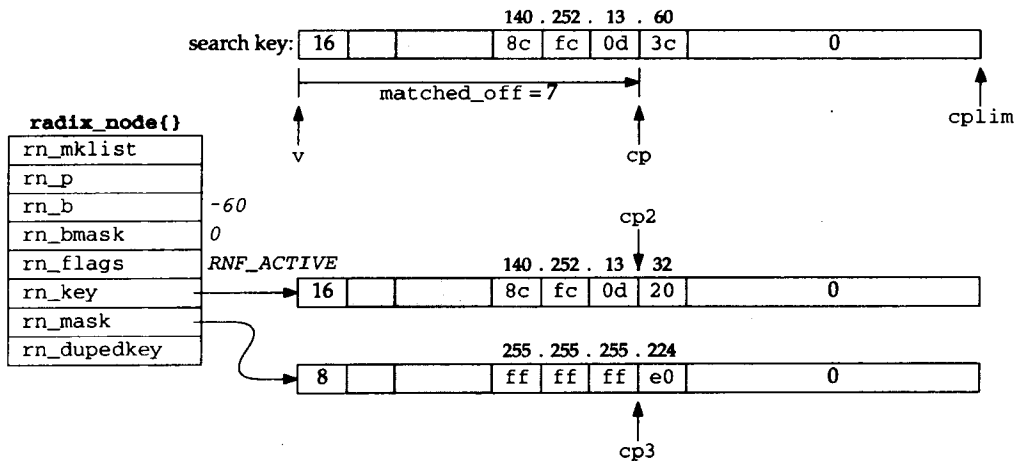 140 . 252 . 13 . 60
search key: 16 8c fc 0d 3c 0
matched_off = 7
v cp cplim
radix_node{}
rn_mklist
rn_p
rn_b -60
rn_bmask 0
rn_flags RNF_ACTIVE
rn_key
rn_mask
rn_dupedkey
cp2
140 . 252 . 13 32
16 8c fc 0d 20 0
255 . 255 . 255 . 224
8 ff ff ff e0 0
cp3